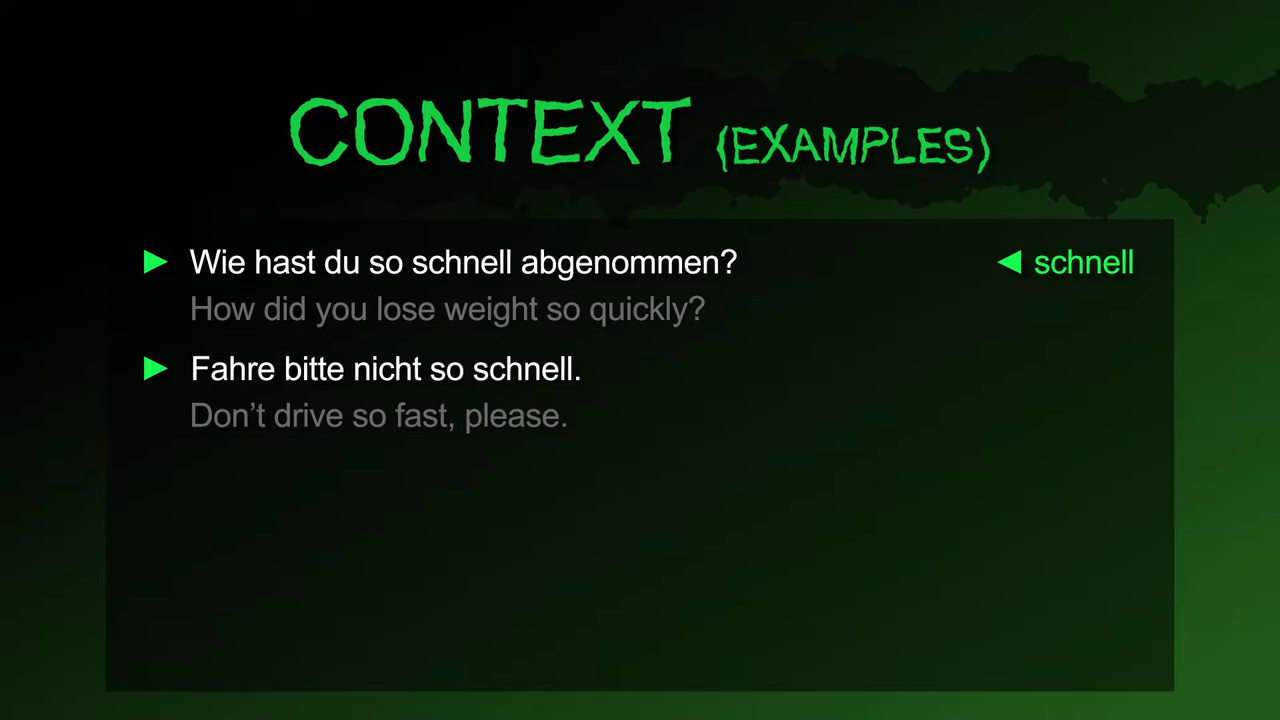 CONTEXT (EXAMPLES)
► Wie hast du so schnell abgenommen? ◄ schnell
How did you lose weight so quickly?
► Fahre bitte nicht so schnell.
Don’t drive so fast, please.